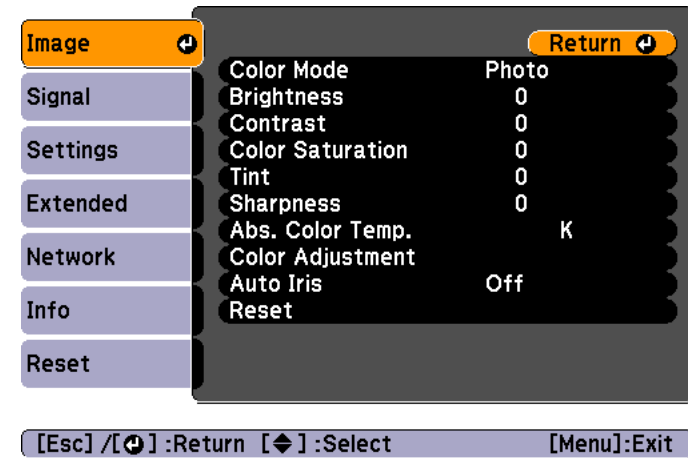 Image
Return
Color Mode Photo
Brightness 0
Signal
Contrast 0
Color Saturation 0
Settings
Tint 0
Sharpness 0
Extended
Abs. Color Temp. K
Color Adjustment
Network
Auto Iris Off
Info
Reset
Reset
[Esc] /[ ] :Return [ ] :Select [Menu]:Exit